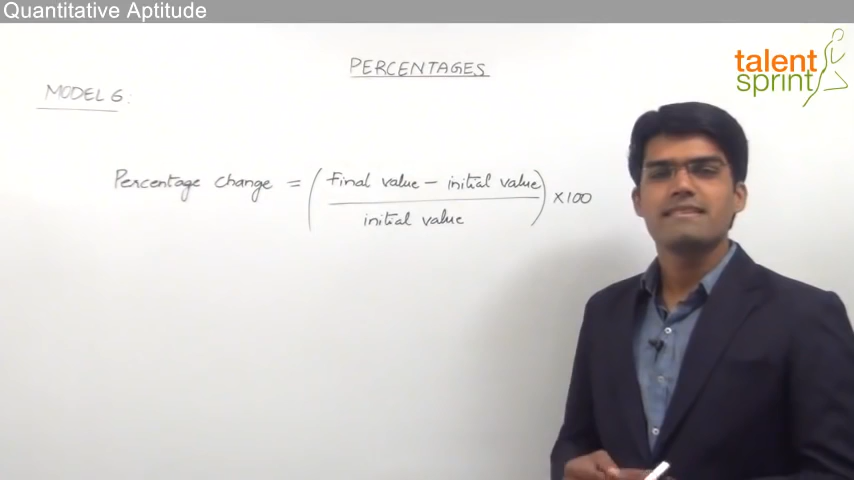 Quantitative Aptitude
PERCENTAGES
talent
sprint
MODEL 6:
Percentage change = (final value - initial value / initial value) × 100